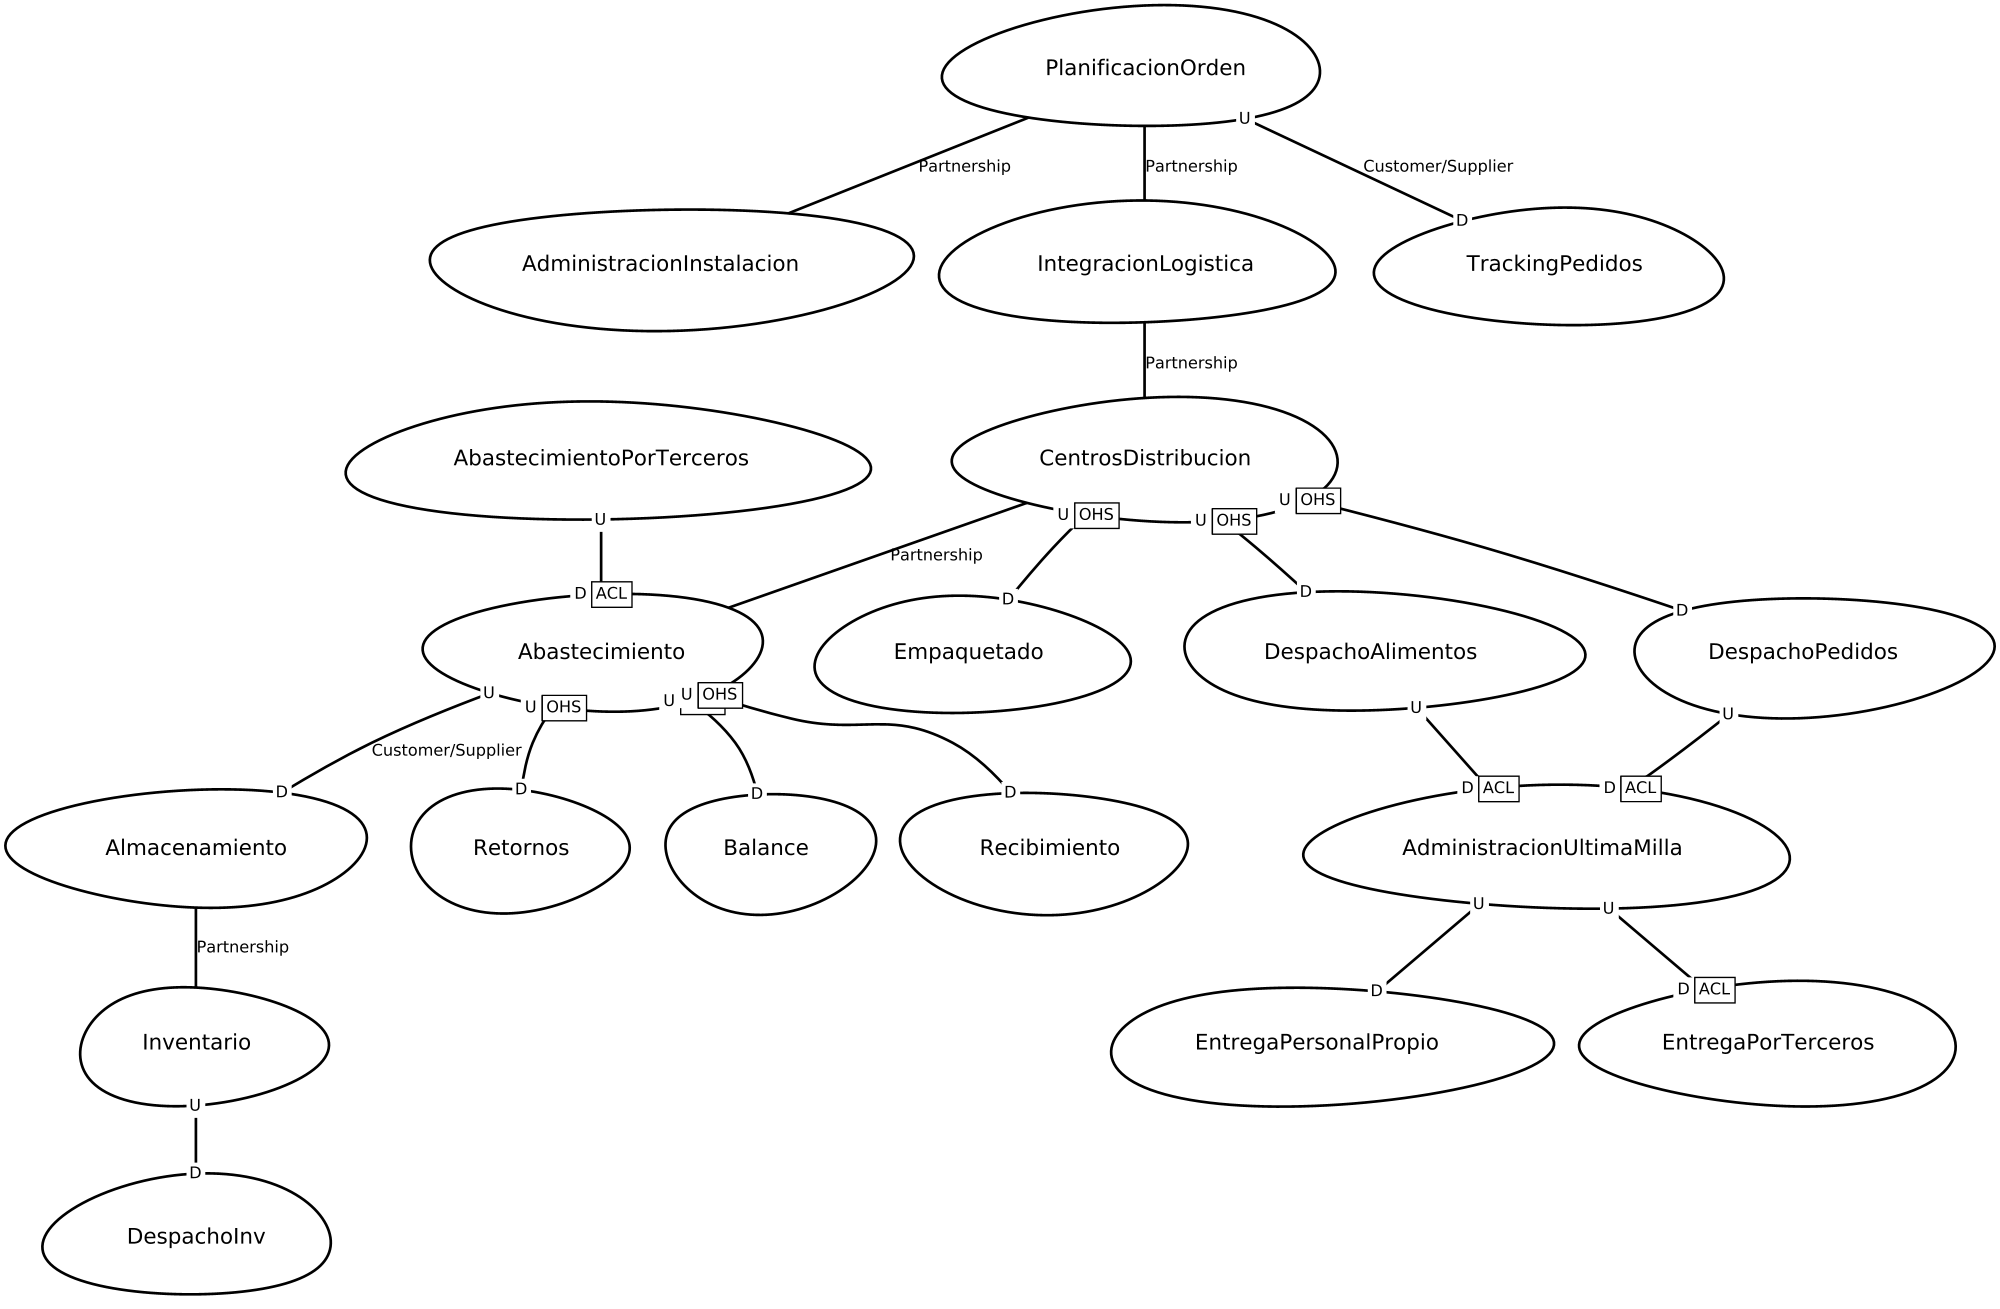 PlanificacionOrden
U
Partnership
Partnership
Customer/Supplier
D
AdministracionInstalacion
IntegracionLogistica
TrackingPedidos
Partnership
AbastecimientoPorTerceros
CentrosDistribucion
U
U OHS
U OHS
U OHS
Partnership
D ACL
D
D
D
Abastecimiento
Empaquetado
DespachoAlimentos
DespachoPedidos
U
U OHS
U
U OHS
U
U
Customer/Supplier
D
D
D
D
D ACL
D ACL
Almacenamiento
Retornos
Balance
Recibimiento
AdministracionUltimaMilla
U
U
Partnership
D
D ACL
Inventario
EntregaPersonalPropio
EntregaPorTerceros
U
D
DespachoInv